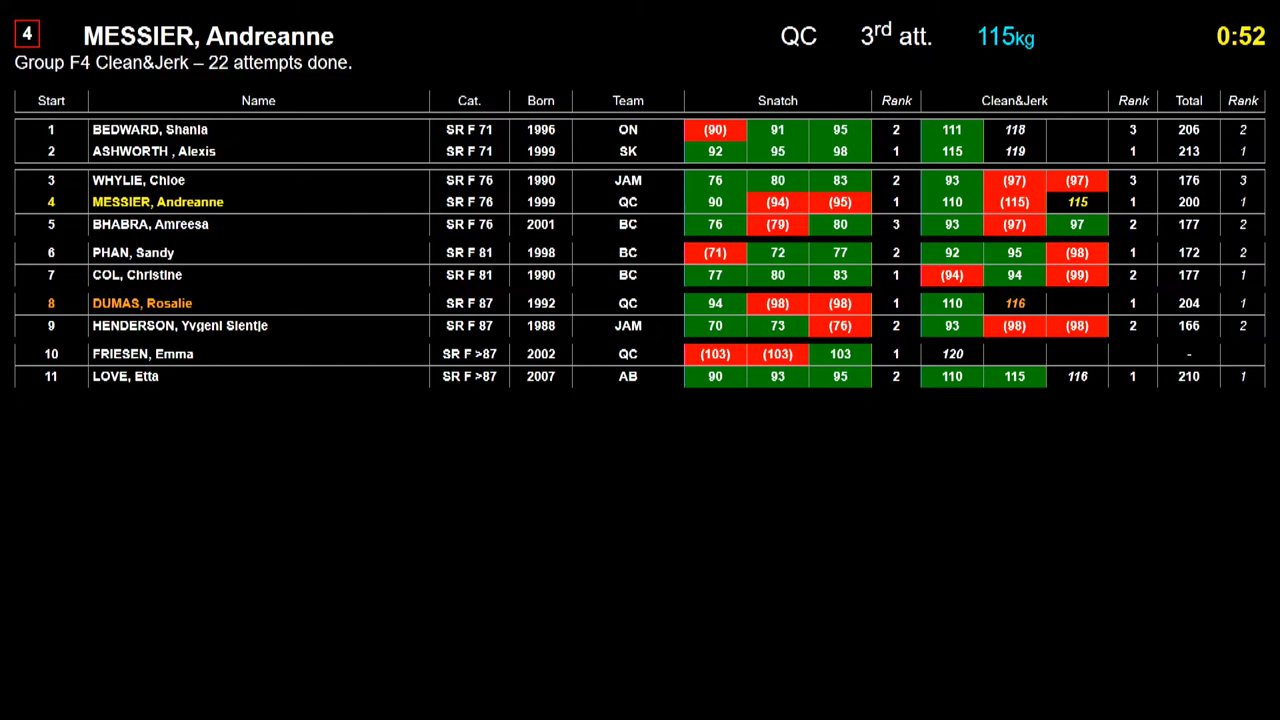 4 MESSIER, Andreanne QC 3rd att. 115kg 0:52
Group F4 Clean&Jerk – 22 attempts done.
Start Name Cat. Born Team Snatch Rank Clean&Jerk Rank Total Rank
1 BEDWARD, Shania SR F 71 1996 ON (90) 91 95 2 111 118 3 206 2
2 ASHWORTH , Alexis SR F 71 1999 SK 92 95 98 1 115 119 1 213 1
3 WHYLIE, Chloe SR F 76 1990 JAM 76 80 83 2 93 (97) (97) 3 176 3
4 MESSIER, Andreanne SR F 76 1999 QC 90 (94) (95) 1 110 (115) 115 1 200 1
5 BHABRA, Amreesa SR F 76 2001 BC 76 (79) 80 3 93 (97) 97 2 177 2
6 PHAN, Sandy SR F 81 1998 BC (71) 72 77 2 92 95 (98) 1 172 2
7 COL, Christine SR F 81 1990 BC 77 80 83 1 (94) 94 (99) 2 177 1
8 DUMAS, Rosalie SR F 87 1992 QC 94 (98) (98) 1 110 116 1 204 1
9 HENDERSON, Yvgeni Sientje SR F 87 1988 JAM 70 73 (76) 2 93 (98) (98) 2 166 2
10 FRIESEN, Emma SR F >87 2002 QC (103) (103) 103 1 120 -
11 LOVE, Etta SR F >87 2007 AB 90 93 95 2 110 115 116 1 210 1